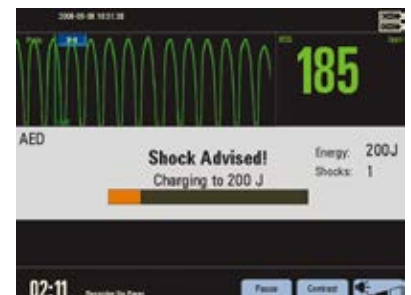 185
AED
Shock Advised!
Charging to 200 J
Energy: 200J
Shocks: 1
02:11
Pause
Contrast